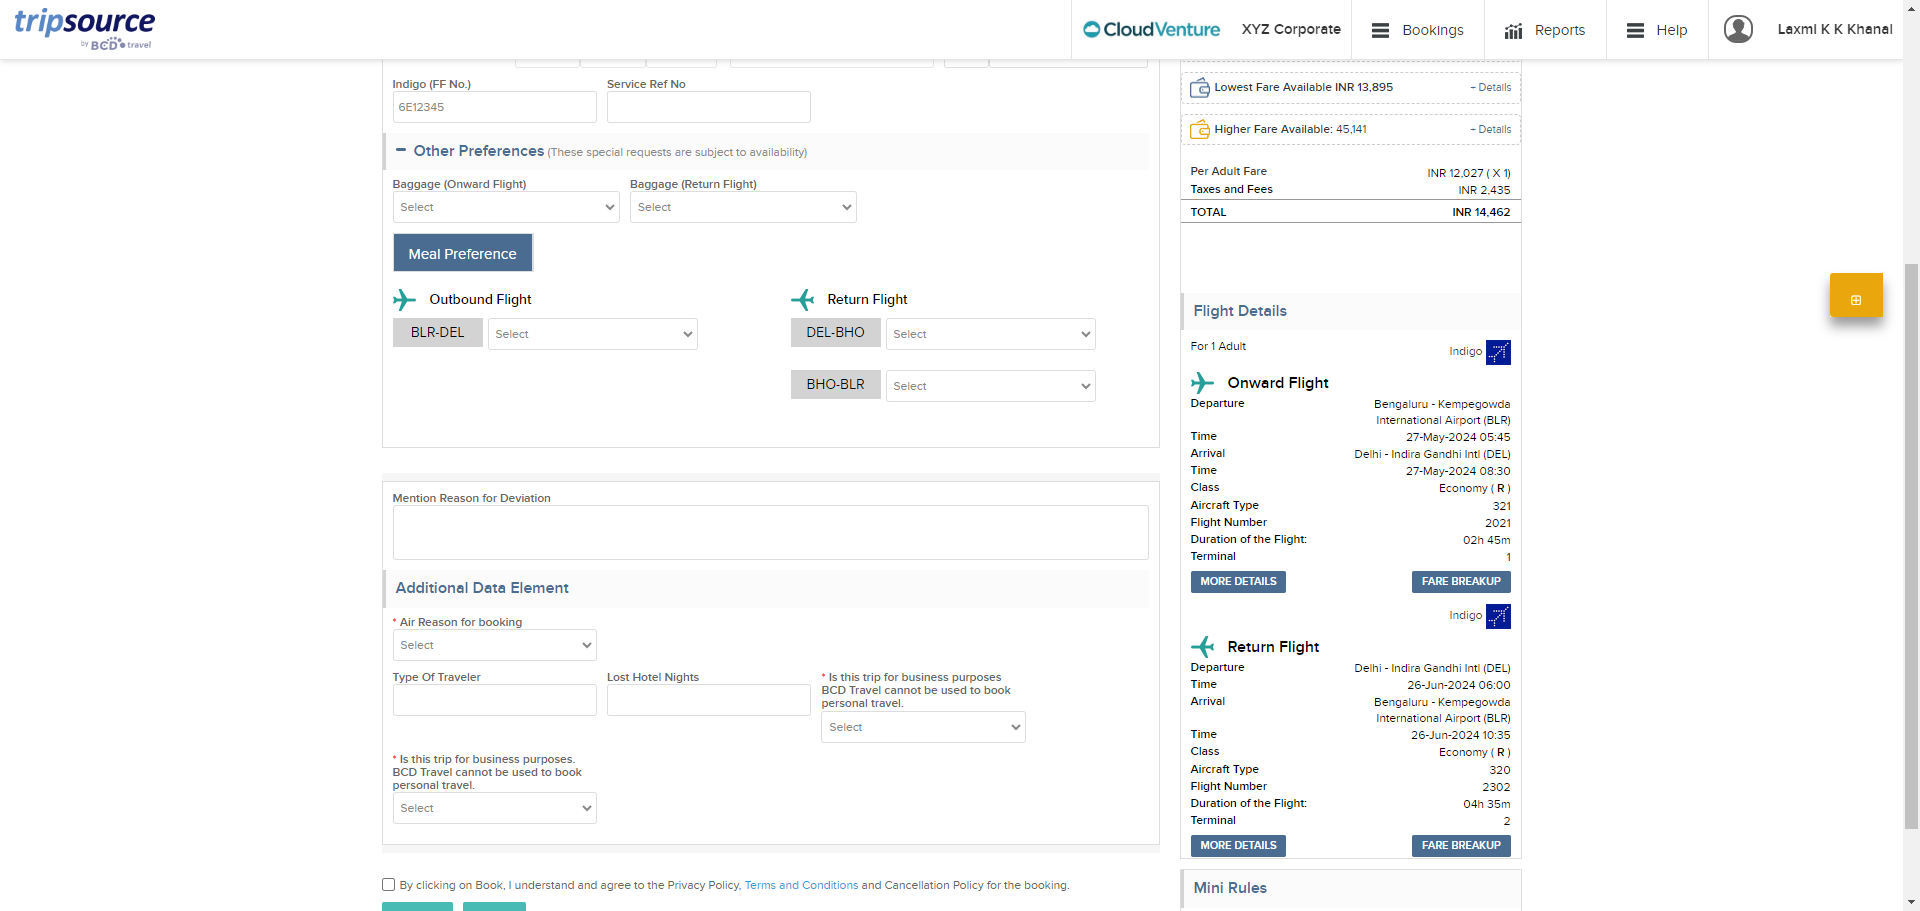 tripsource
by BCD travel
CloudVenture
XYZ Corporate
Bookings
Reports
Help
Laxmi K K Khanal
Indigo (FF No.)
Service Ref No
6E12345
− Other Preferences (These special requests are subject to availability)
Baggage (Onward Flight)
Baggage (Return Flight)
Select
Select
Meal Preference
Outbound Flight
Return Flight
BLR-DEL
Select
DEL-BHO
Select
BHO-BLR
Select
Mention Reason for Deviation
Additional Data Element
* Air Reason for booking
Select
Type Of Traveler
Lost Hotel Nights
* Is this trip for business purposes
BCD Travel cannot be used to book
personal travel.
Select
* Is this trip for business purposes.
BCD Travel cannot be used to book
personal travel.
Select
By clicking on Book, I understand and agree to the Privacy Policy, Terms and Conditions and Cancellation Policy for the booking.
Lowest Fare Available INR 13,895
+ Details
Higher Fare Available: 45,141
+ Details
Per Adult Fare INR 12,027 ( X 1)
Taxes and Fees INR 2,435
TOTAL INR 14,462
Flight Details
For 1 Adult
Indigo
Onward Flight
Departure Bengaluru - Kempegowda
International Airport (BLR)
Time 27-May-2024 05:45
Arrival Delhi - Indira Gandhi Intl (DEL)
Time 27-May-2024 08:30
Class Economy ( R )
Aircraft Type 321
Flight Number 2021
Duration of the Flight: 02h 45m
Terminal 1
MORE DETAILS
FARE BREAKUP
Indigo
Return Flight
Departure Delhi - Indira Gandhi Intl (DEL)
Time 26-Jun-2024 06:00
Arrival Bengaluru - Kempegowda
International Airport (BLR)
Time 26-Jun-2024 10:35
Class Economy ( R )
Aircraft Type 320
Flight Number 2302
Duration of the Flight: 04h 35m
Terminal 2
MORE DETAILS
FARE BREAKUP
Mini Rules